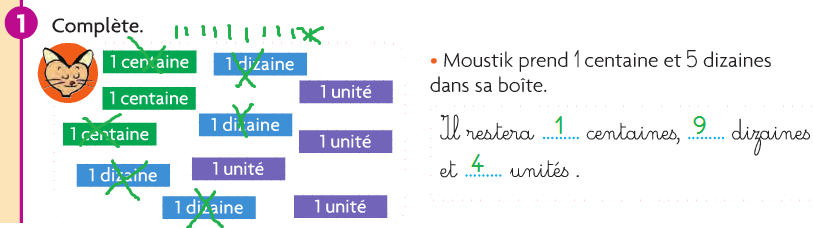 1 Complète.
1 centaine 1 dizaine
1 unité
1 centaine
1 dizaine
1 centaine
1 unité
1 dizaine 1 unité
1 dizaine 1 unité
• Moustik prend 1 centaine et 5 dizaines
dans sa boîte.
Il restera ...1... centaines, ...9... dizaines
et ...4... unités .